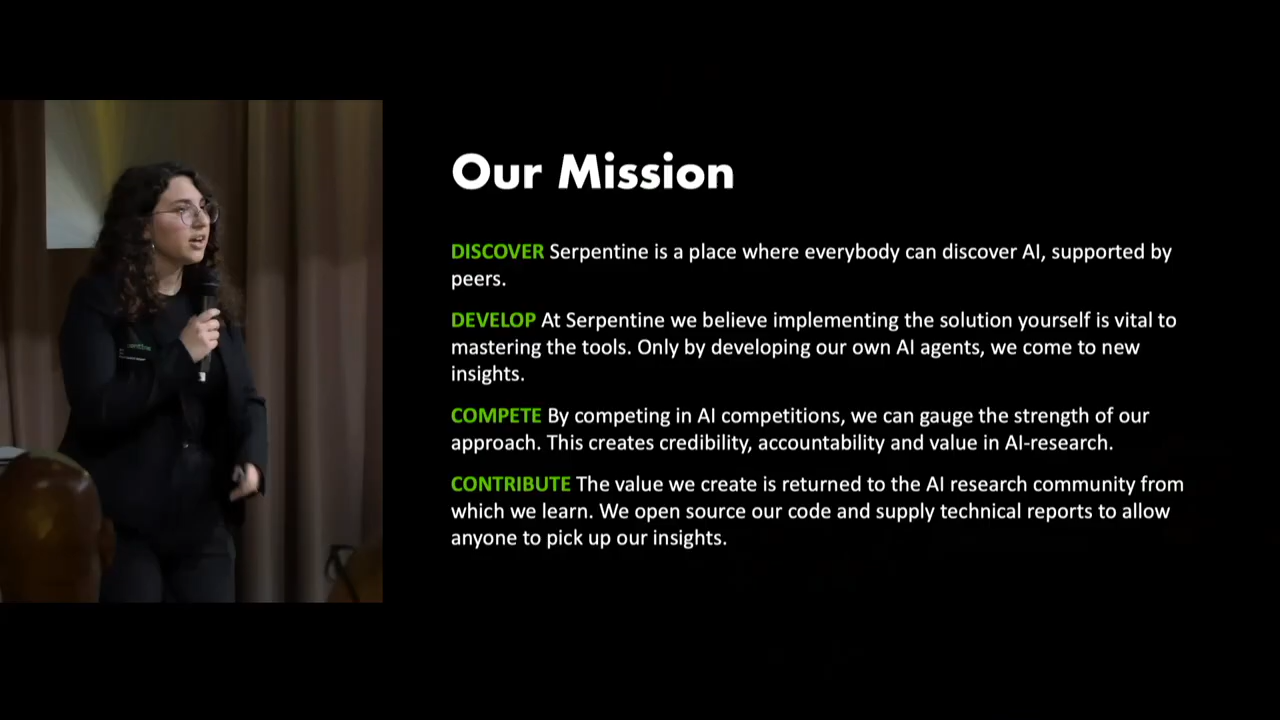 Our Mission
DISCOVER Serpentine is a place where everybody can discover AI, supported by
peers.
DEVELOP At Serpentine we believe implementing the solution yourself is vital to
mastering the tools. Only by developing our own AI agents, we come to new
insights.
COMPETE By competing in AI competitions, we can gauge the strength of our
approach. This creates credibility, accountability and value in AI-research.
CONTRIBUTE The value we create is returned to the AI research community from
which we learn. We open source our code and supply technical reports to allow
anyone to pick up our insights.